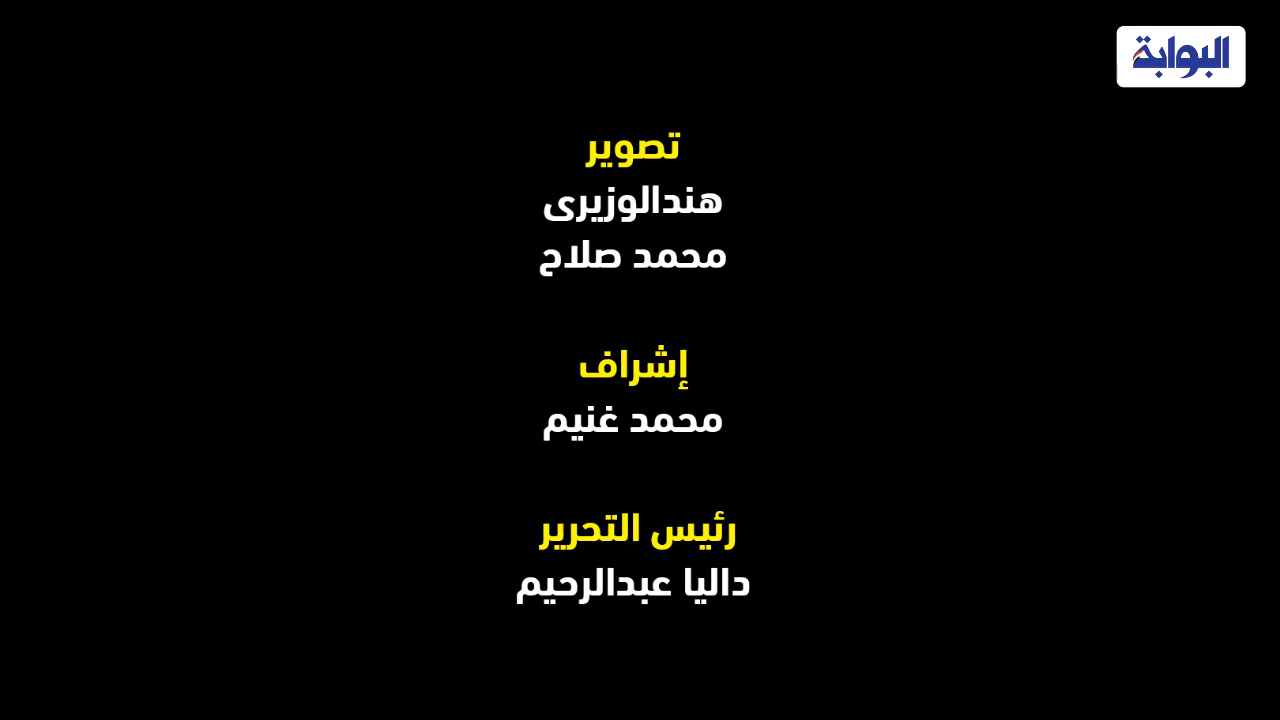 البوابة
تصوير
هندالوزيرى
محمد صلاح
إشراف
محمد غنيم
رئيس التحرير
داليا عبدالرحيم